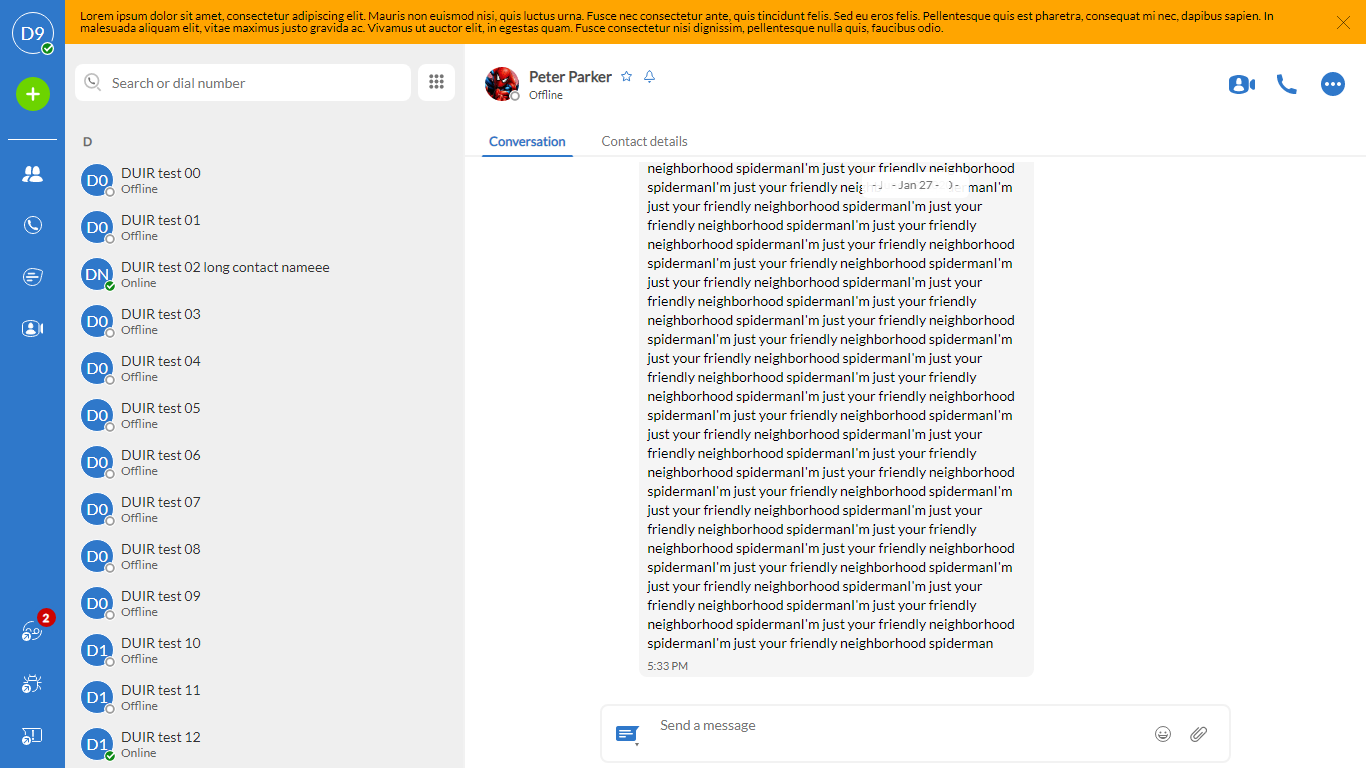 Lorem ipsum dolor sit amet, consectetur adipiscing elit. Mauris non euismod nisi, quis luctus urna. Fusce nec consectetur ante, quis tincidunt felis. Sed eu eros felis. Pellentesque quis est pharetra, consequat mi nec, dapibus sapien. In
malesuada aliquam elit, vitae maximus justo gravida ac. Vivamus ut auctor elit, in egestas quam. Fusce consectetur nisi dignissim, pellentesque nulla quis, faucibus odio.
D9
2
Search or dial number
D
D0
DUIR test 00
Offline
D0
DUIR test 01
Offline
DN
DUIR test 02 long contact nameee
Online
D0
DUIR test 03
Offline
D0
DUIR test 04
Offline
D0
DUIR test 05
Offline
D0
DUIR test 06
Offline
D0
DUIR test 07
Offline
D0
DUIR test 08
Offline
D0
DUIR test 09
Offline
D1
DUIR test 10
Offline
D1
DUIR test 11
Offline
D1
DUIR test 12
Online
Peter Parker
Offline
Conversation Contact details
neighborhood spidermanI'm just your friendly neighborhood
spidermanI'm just your friendly neig manI'm
Jan 27
just your friendly neighborhood spidermanI'm just your
friendly neighborhood spidermanI'm just your friendly
neighborhood spidermanI'm just your friendly neighborhood
spidermanI'm just your friendly neighborhood spidermanI'm
just your friendly neighborhood spidermanI'm just your
friendly neighborhood spidermanI'm just your friendly
neighborhood spidermanI'm just your friendly neighborhood
spidermanI'm just your friendly neighborhood spidermanI'm
just your friendly neighborhood spidermanI'm just your
friendly neighborhood spidermanI'm just your friendly
neighborhood spidermanI'm just your friendly neighborhood
spidermanI'm just your friendly neighborhood spidermanI'm
just your friendly neighborhood spidermanI'm just your
friendly neighborhood spidermanI'm just your friendly
neighborhood spidermanI'm just your friendly neighborhood
spidermanI'm just your friendly neighborhood spidermanI'm
just your friendly neighborhood spidermanI'm just your
friendly neighborhood spidermanI'm just your friendly
neighborhood spidermanI'm just your friendly neighborhood
spidermanI'm just your friendly neighborhood spidermanI'm
just your friendly neighborhood spidermanI'm just your
friendly neighborhood spidermanI'm just your friendly
neighborhood spidermanI'm just your friendly neighborhood
spidermanI'm just your friendly neighborhood spiderman
5:33 PM
Send a message